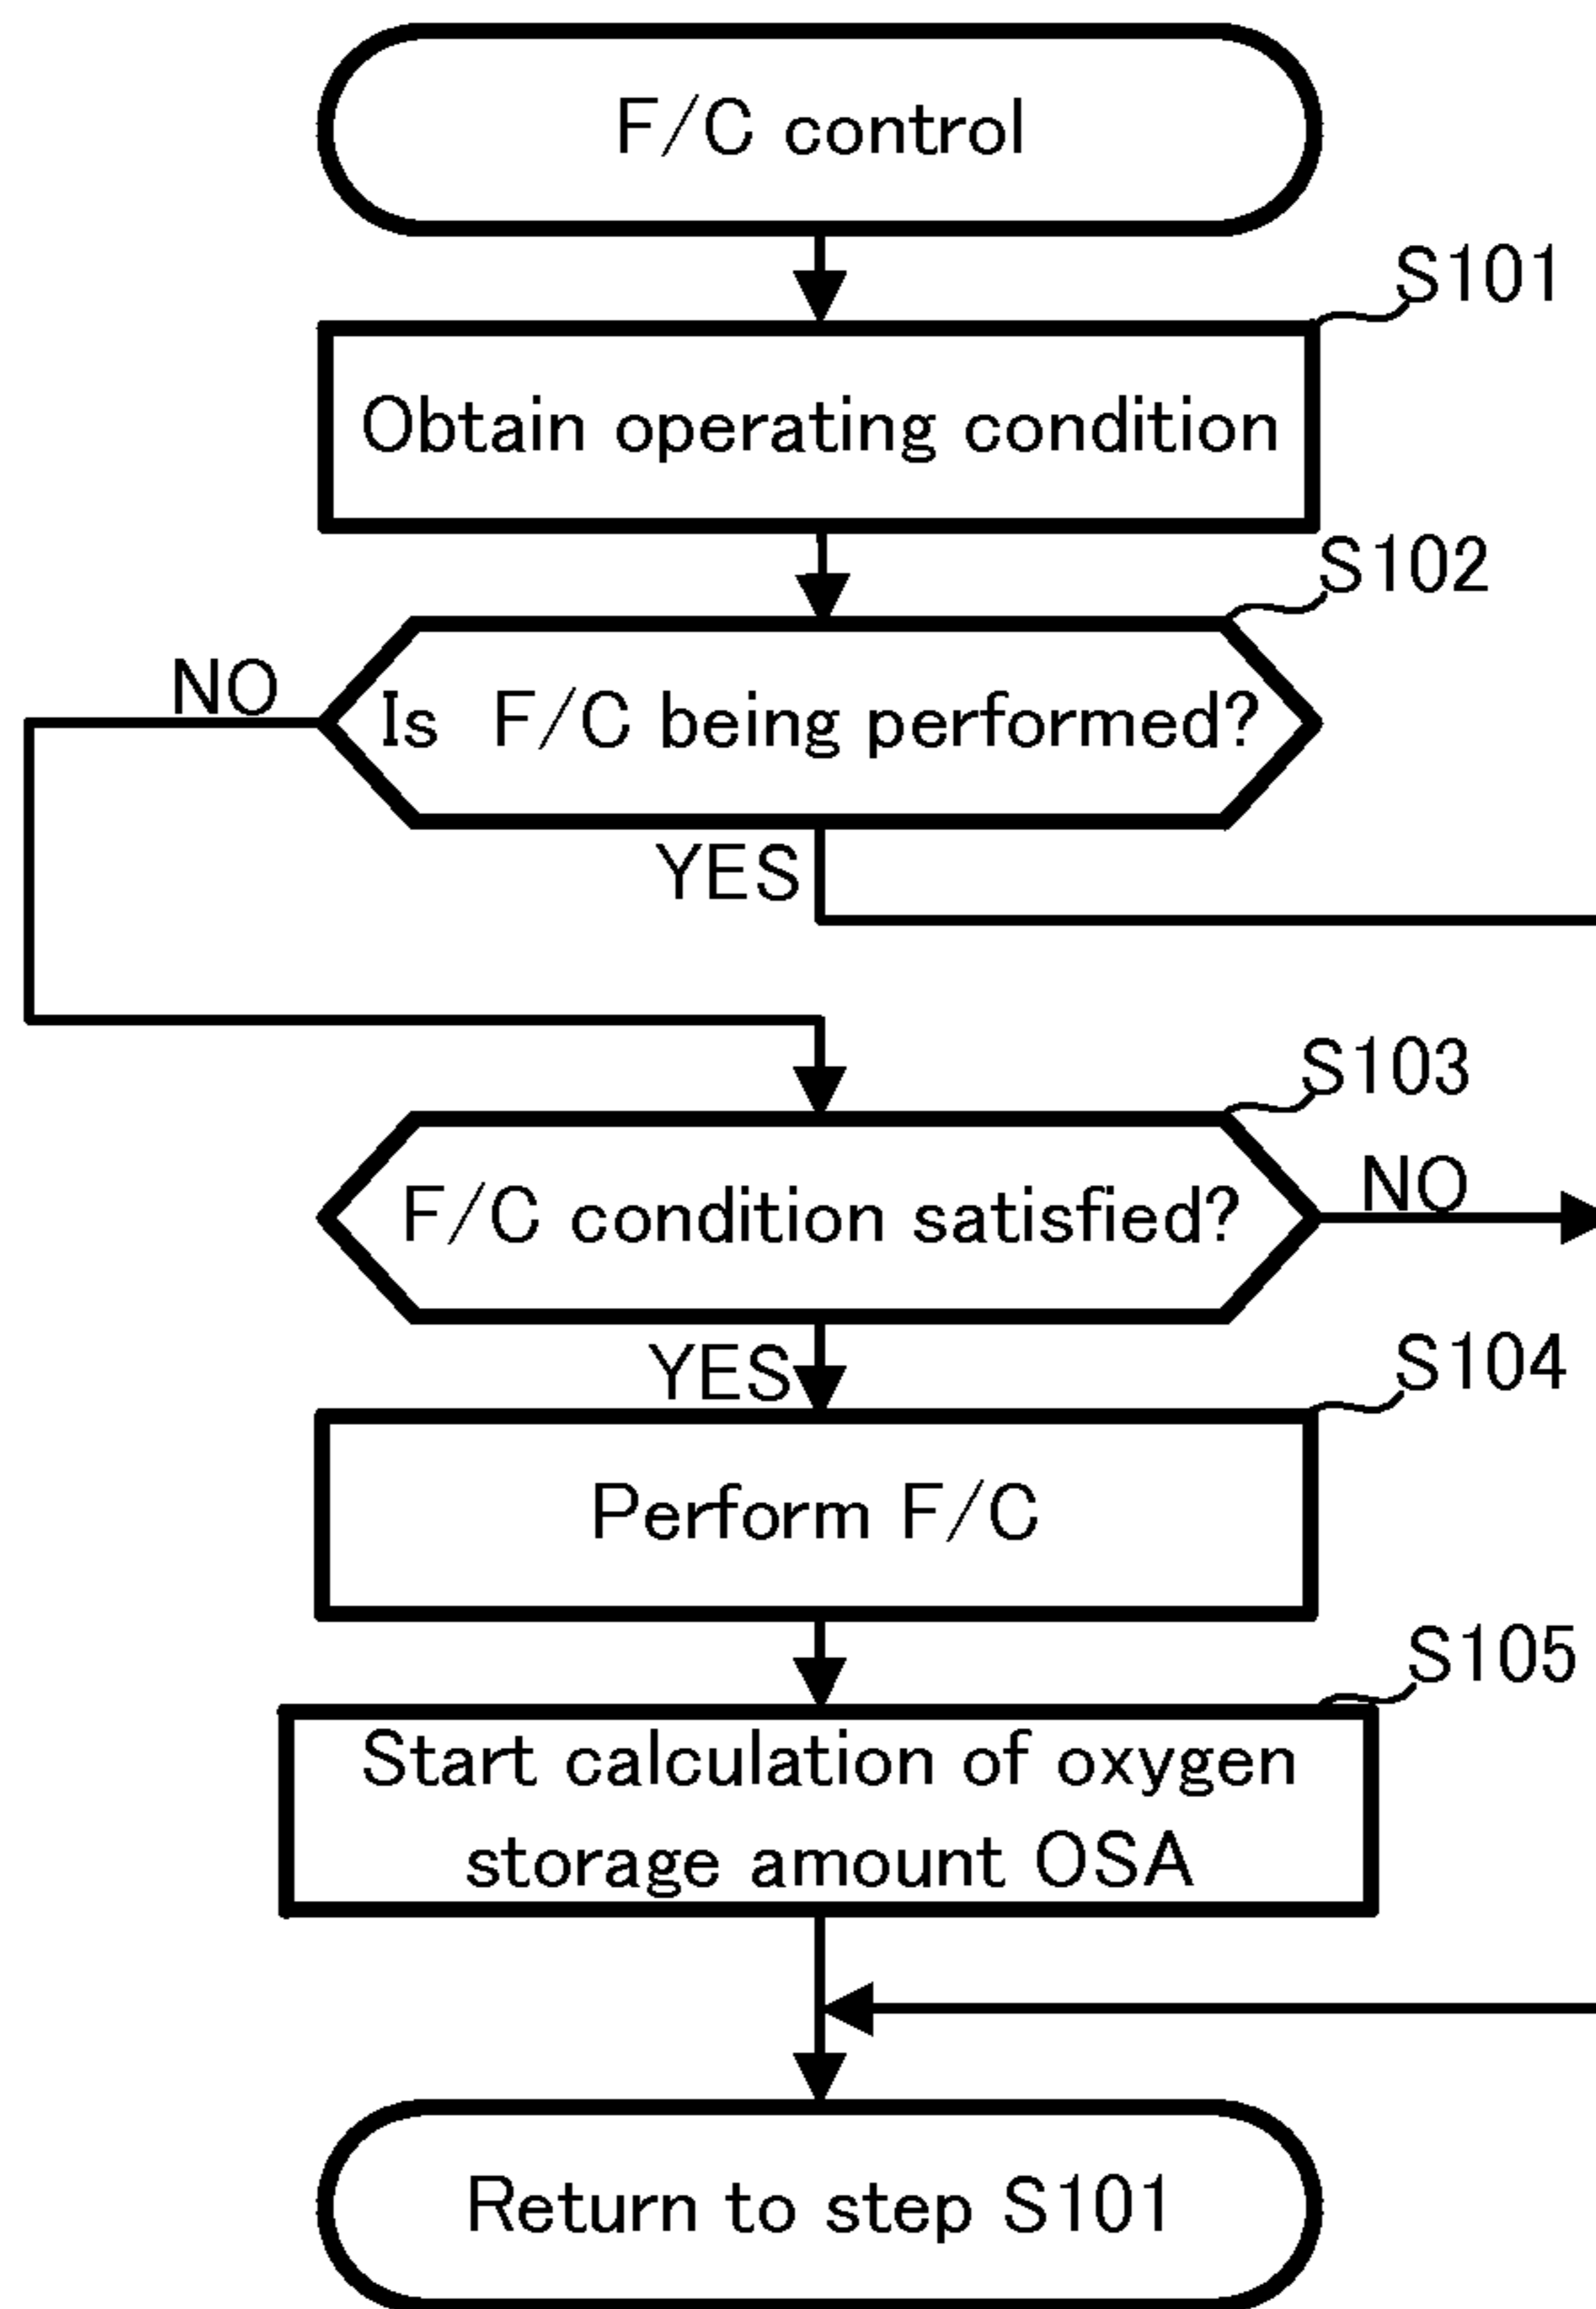 F/C control
S101
Obtain operating condition
S102
NO
Is F/C being performed?
YES
S103
F/C condition satisfied?
NO
YES
S104
Perform F/C
S105
Start calculation of oxygen
storage amount OSA
Return to step S101